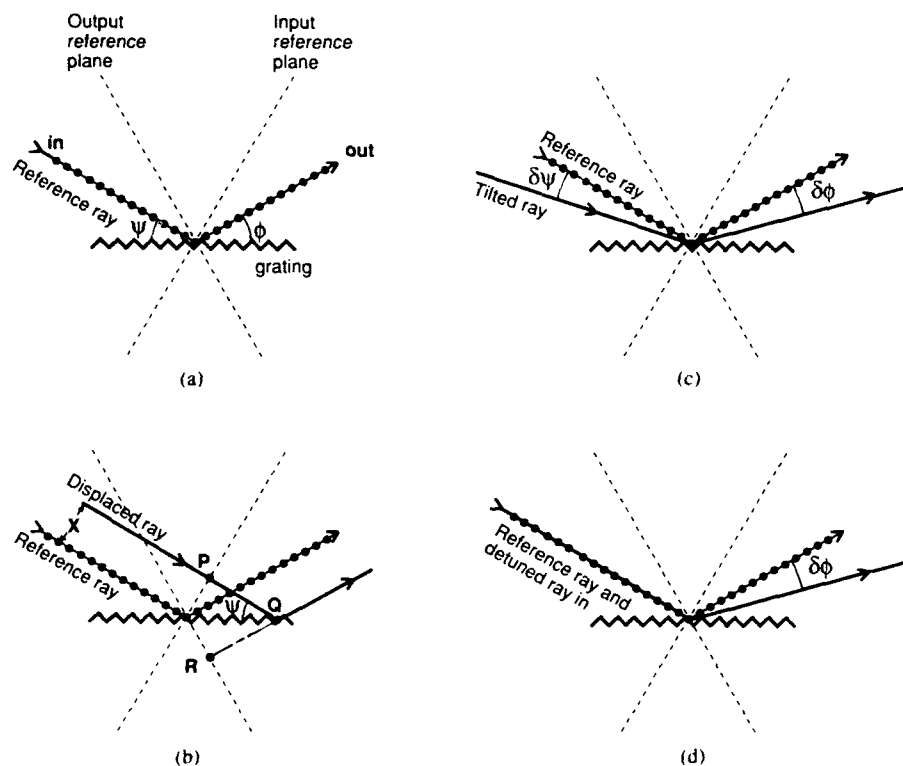 Output
reference
plane
Input
reference
plane
in
out
Reference ray
ψ
ϕ
grating
(a)
Reference ray
δψ
Tilted ray
δϕ
(c)
Displaced ray
X
Reference ray
P
ψ
Q
R
(b)
Reference ray and
detuned ray in
δϕ
(d)